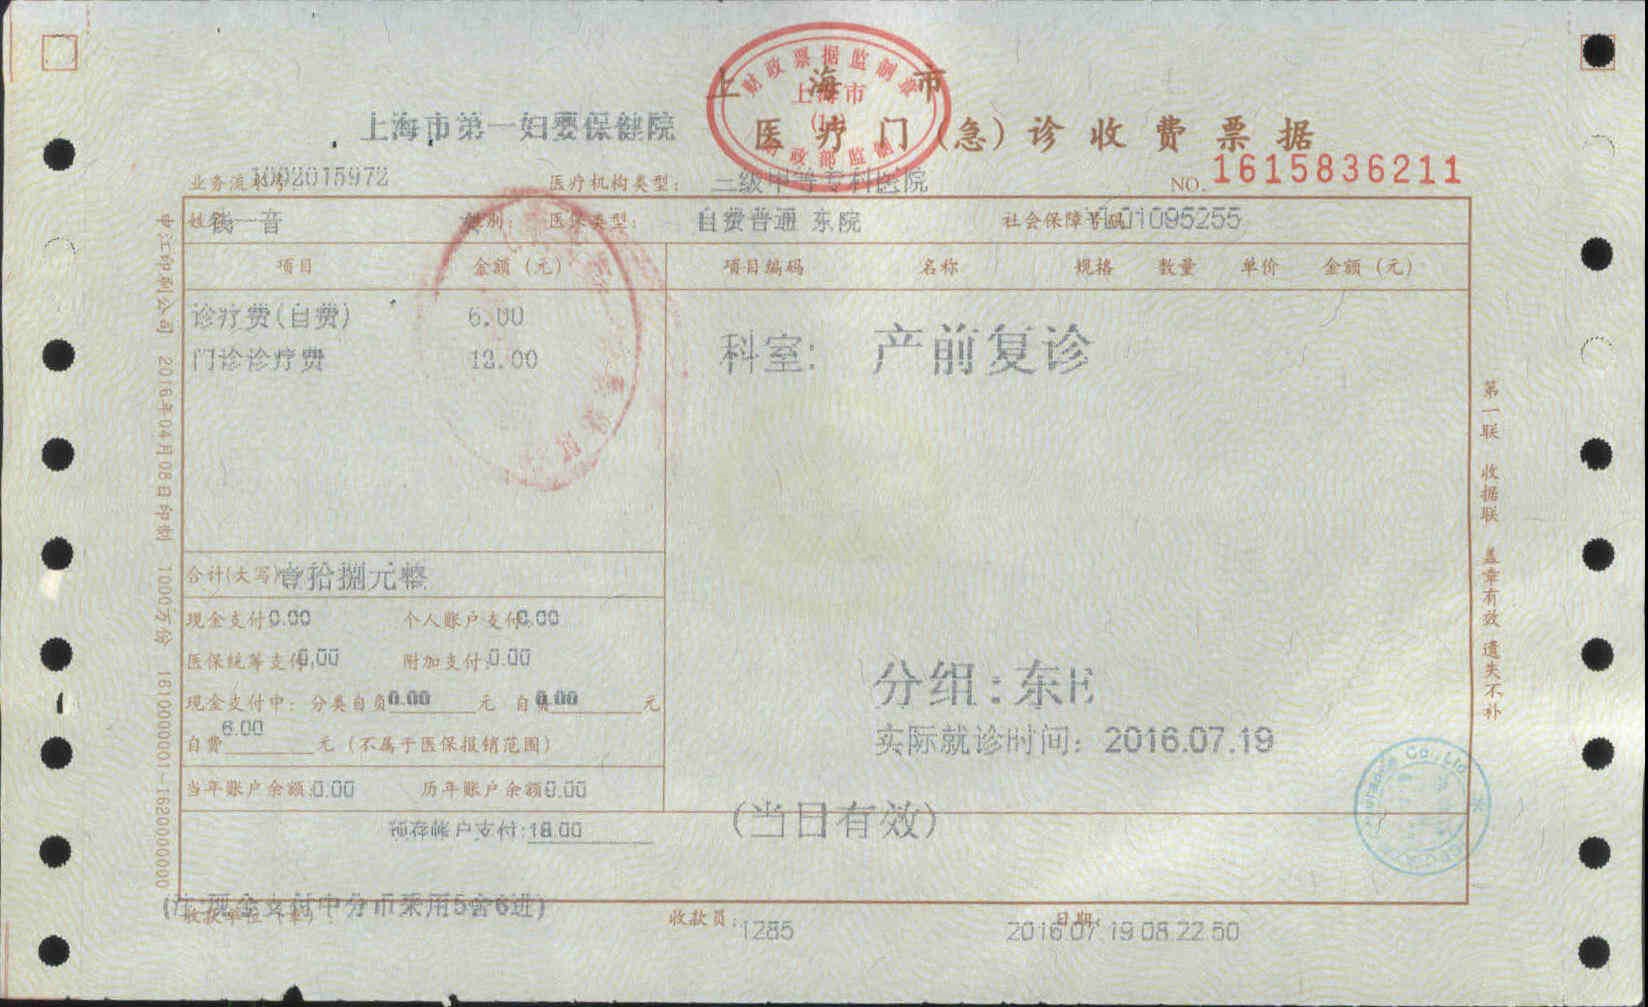 财政票据监制章
上海市
财政部监制
上海市
上海市第一妇婴保健院 医疗门(急)诊收费票据
业务流水号 1002015972 医疗机构类型: 三级甲等专科医院 NO. 1615836211
姓名 钱一音 性别: 医保类型: 自费普通 东院 社会保障号码 01095255
项目 金额(元) 项目编码 名称 规格 数量 单价 金额(元)
诊疗费(自费) 6.00
门诊诊疗费 12.00
科室: 产前复诊
合计(大写) 壹拾捌元整
现金支付 0.00 个人账户支付 0.00
医保统筹支付 0.00 附加支付: 0.00
现金支付中: 分类自负 0.00 元 自负 0.00 元
自费 6.00 元(不属于医保报销范围)
当年账户余额: 0.00 历年账户余额 0.00
预存帐户支付: 18.00
分组: 东E
实际就诊时间: 2016.07.19
(当日有效)
(注:现金支付中分币采用5舍6进)
收款单位(章):
收款员: 1285
日期: 2016.07.19 08.22.50
申江印刷公司 2016年04月08日印制 1000万份 1610000001-1620000000
第一联 收据联 盖章有效 遗失不补
Co., Ltd